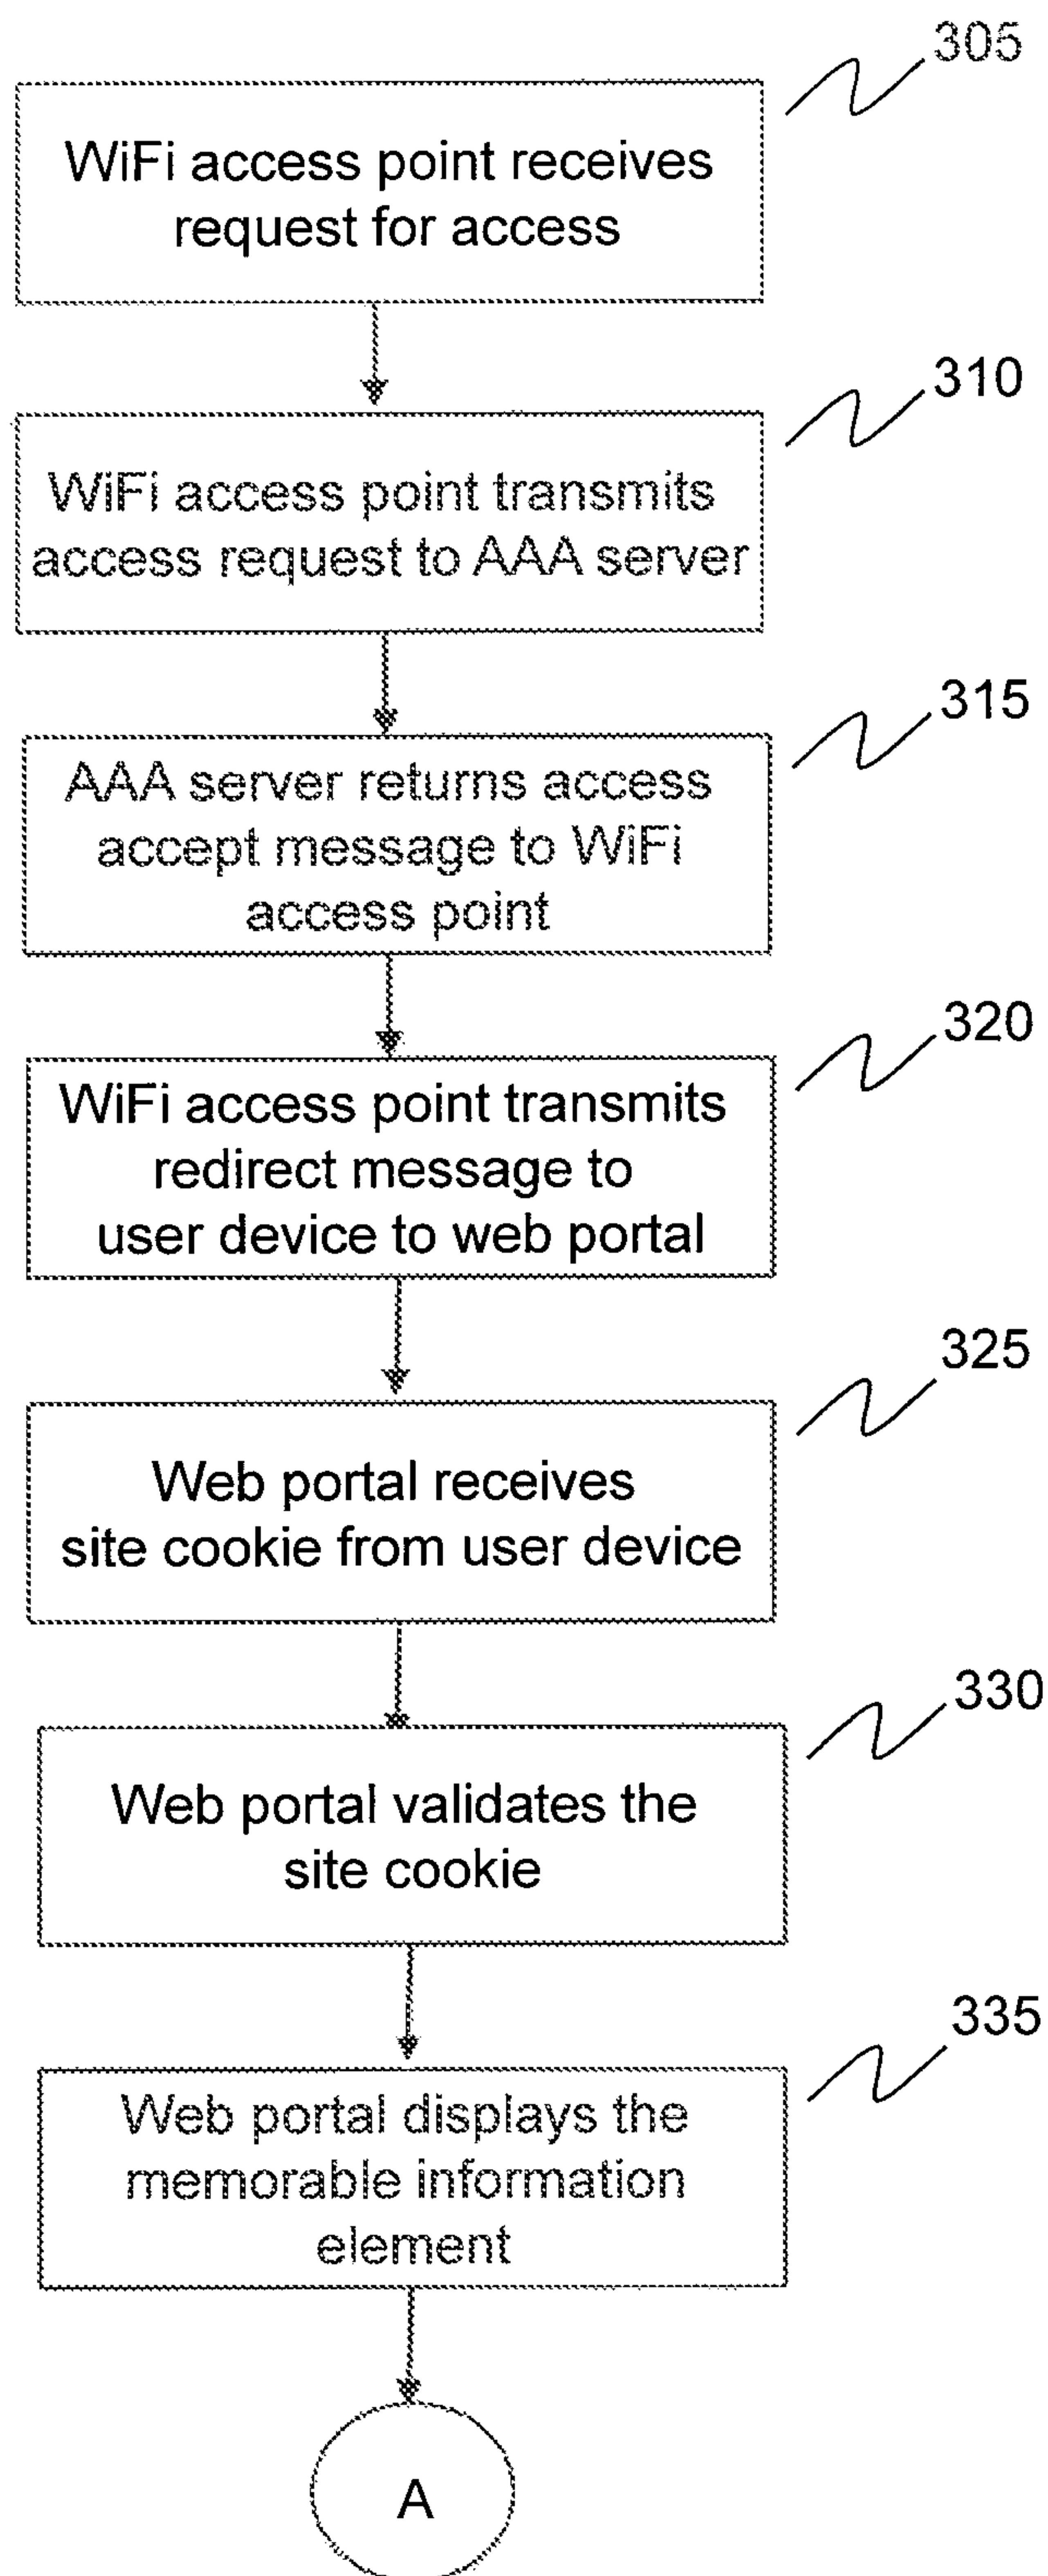 305
WiFi access point receives
request for access
310
WiFi access point transmits
access request to AAA server
315
AAA server returns access
accept message to WiFi
access point
320
WiFi access point transmits
redirect message to
user device to web portal
325
Web portal receives
site cookie from user device
330
Web portal validates the
site cookie
335
Web portal displays the
memorable information
element
A